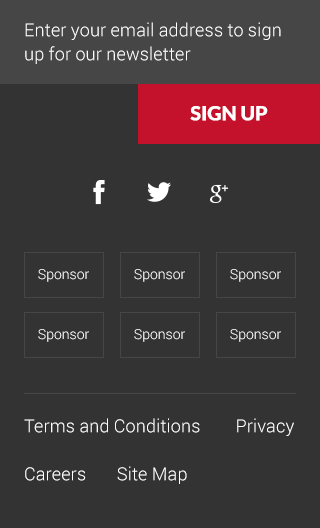 Enter your email address to sign
up for our newsletter
SIGN UP
Sponsor Sponsor Sponsor
Sponsor Sponsor Sponsor
Terms and Conditions Privacy
Careers Site Map